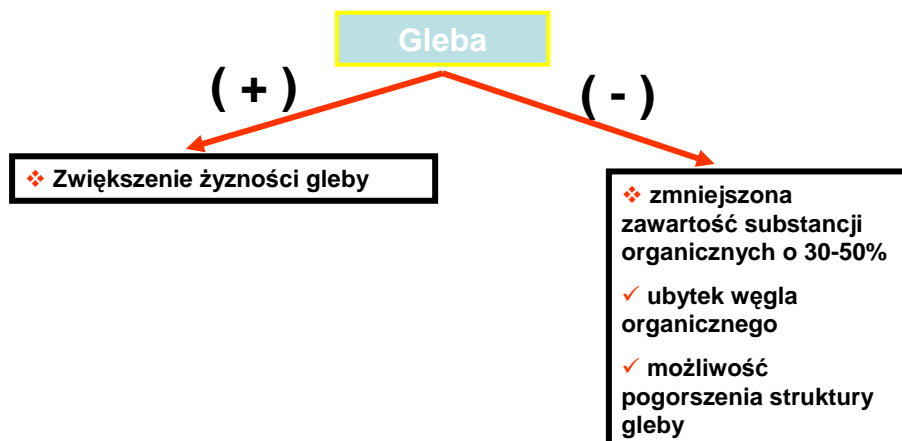 Gleba
( + )
( - )
❖ Zwiększenie żyzności gleby
❖ zmniejszona
zawartość substancji
organicznych o 30-50%
✓ ubytek węgla
organicznego
✓ możliwość
pogorszenia struktury
gleby